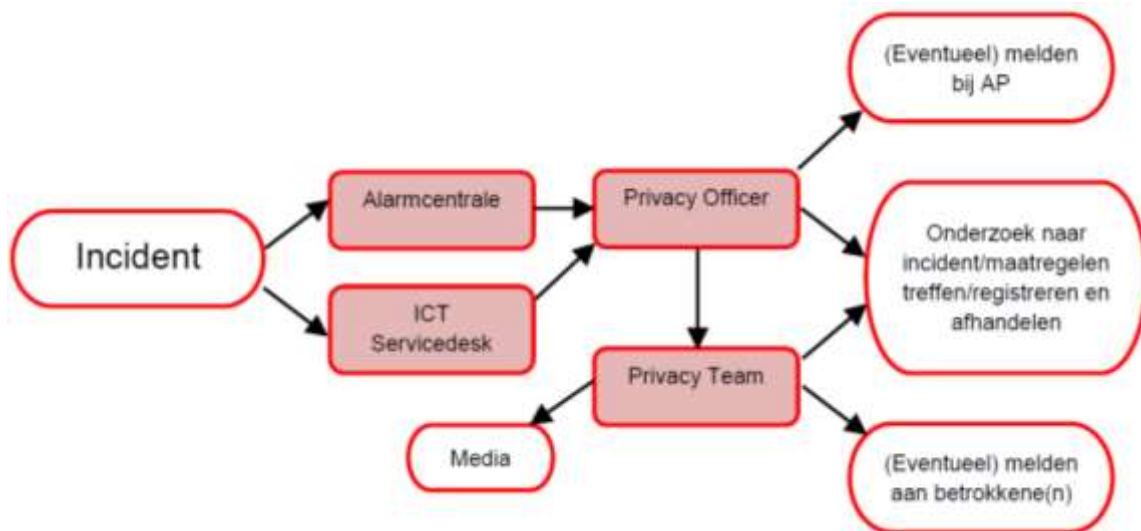 (Eventueel) melden
bij AP
Alarmcentrale
Privacy Officer
Incident
Onderzoek naar
incident/maatregelen
treffen/registreren en
afhandelen
ICT
Servicedesk
Privacy Team
Media
(Eventueel) melden
aan betrokkene(n)